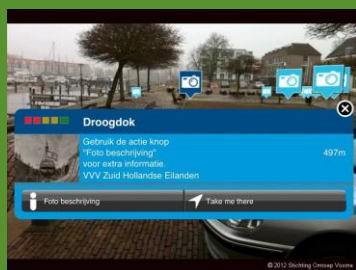 Droogdok
Gebruik de actie knop
"Foto beschrijving" 497m
voor extra informatie.
VVV Zuid Hollandse Eilanden
Foto beschrijving Take me there
© 2012 Stichting Omroep Voorne